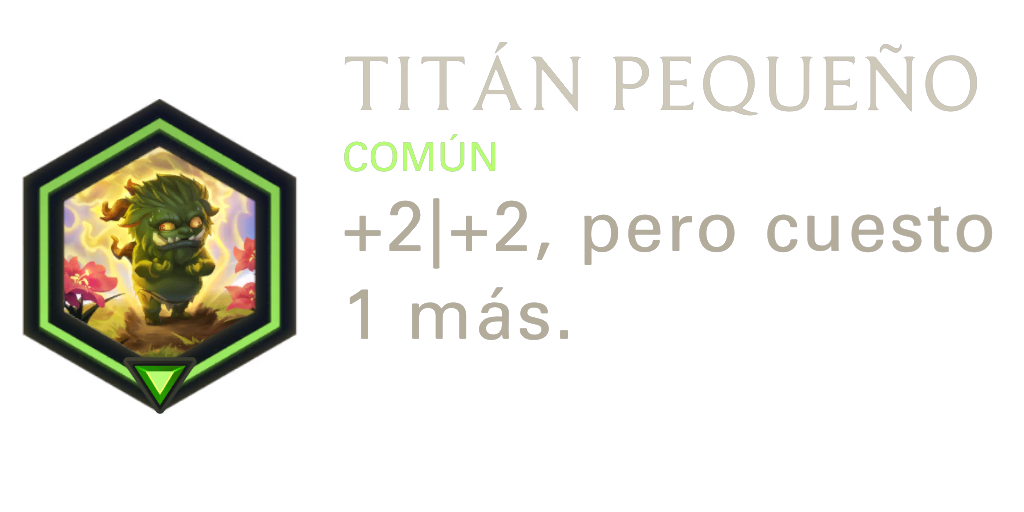 TITÁN PEQUEÑO
COMÚN
+2|+2, pero cuesto
1 más.